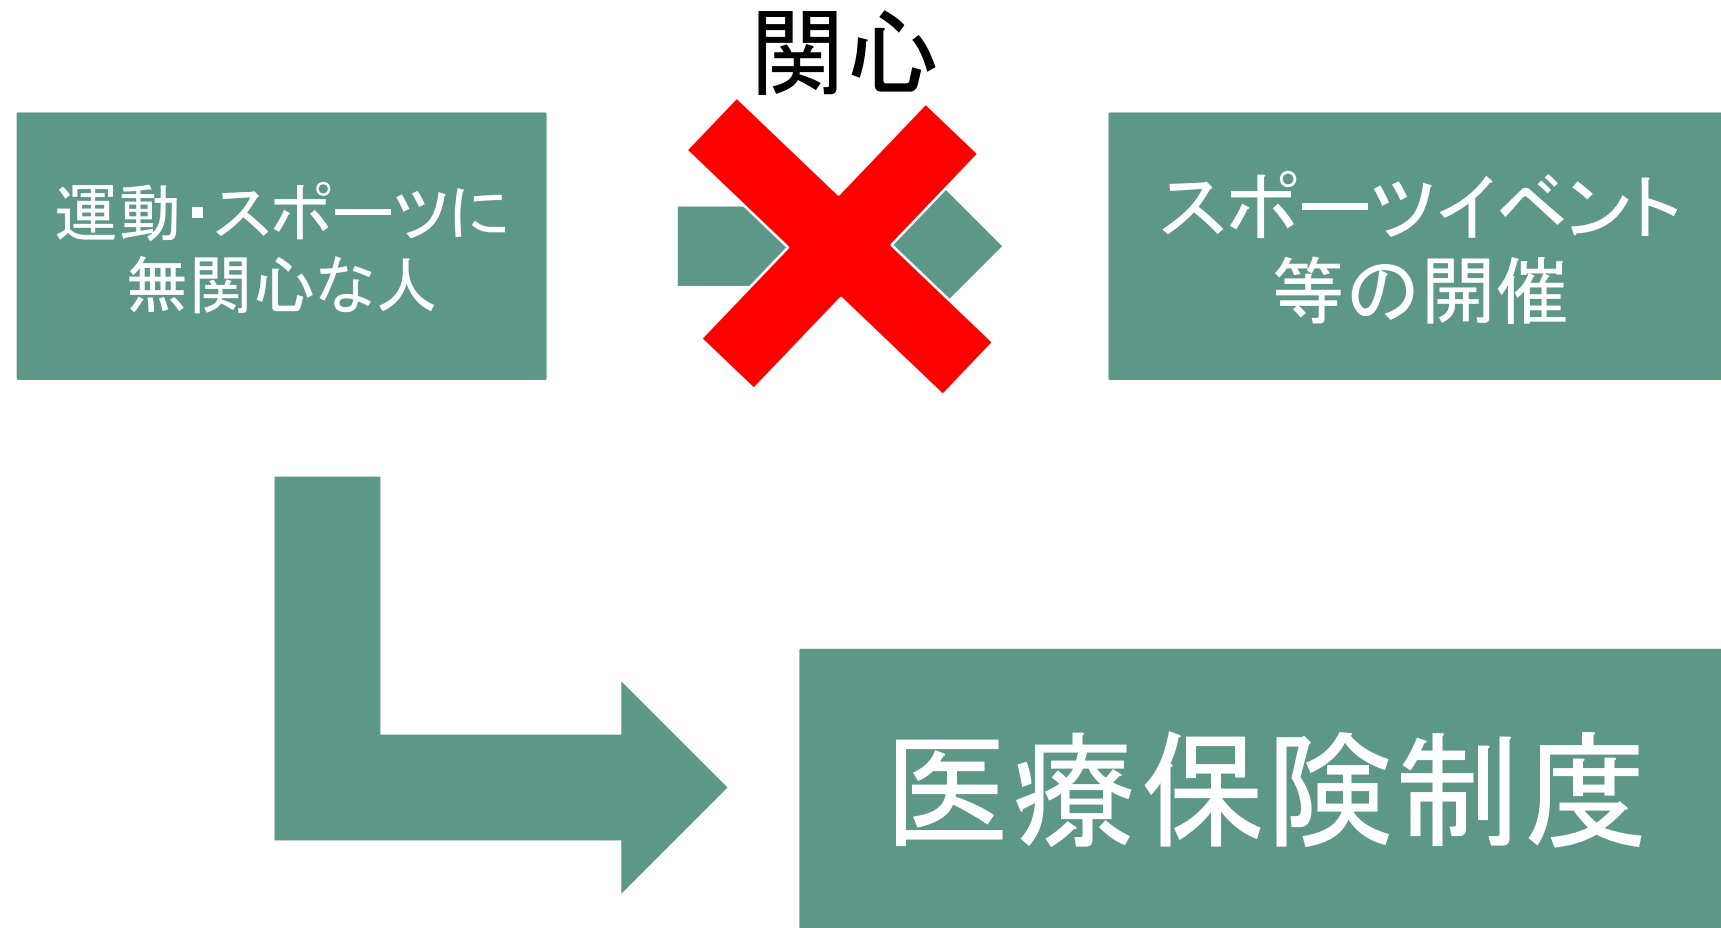 関心
運動・スポーツに
無関心な人
スポーツイベント
等の開催
医療保険制度